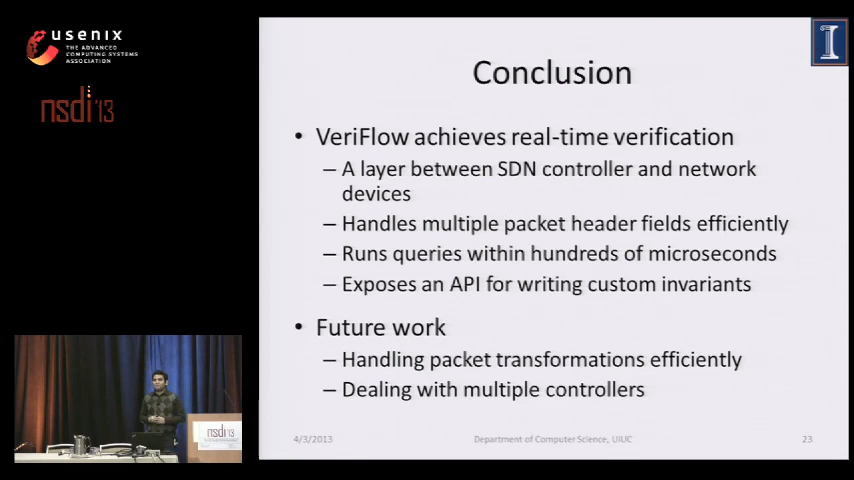 usenix
THE ADVANCED
COMPUTING SYSTEMS
ASSOCIATION
nsdi '13
Conclusion
• VeriFlow achieves real-time verification
– A layer between SDN controller and network
devices
– Handles multiple packet header fields efficiently
– Runs queries within hundreds of microseconds
– Exposes an API for writing custom invariants
• Future work
– Handling packet transformations efficiently
– Dealing with multiple controllers
4/3/2013
Department of Computer Science, UIUC
23
nsdi '13